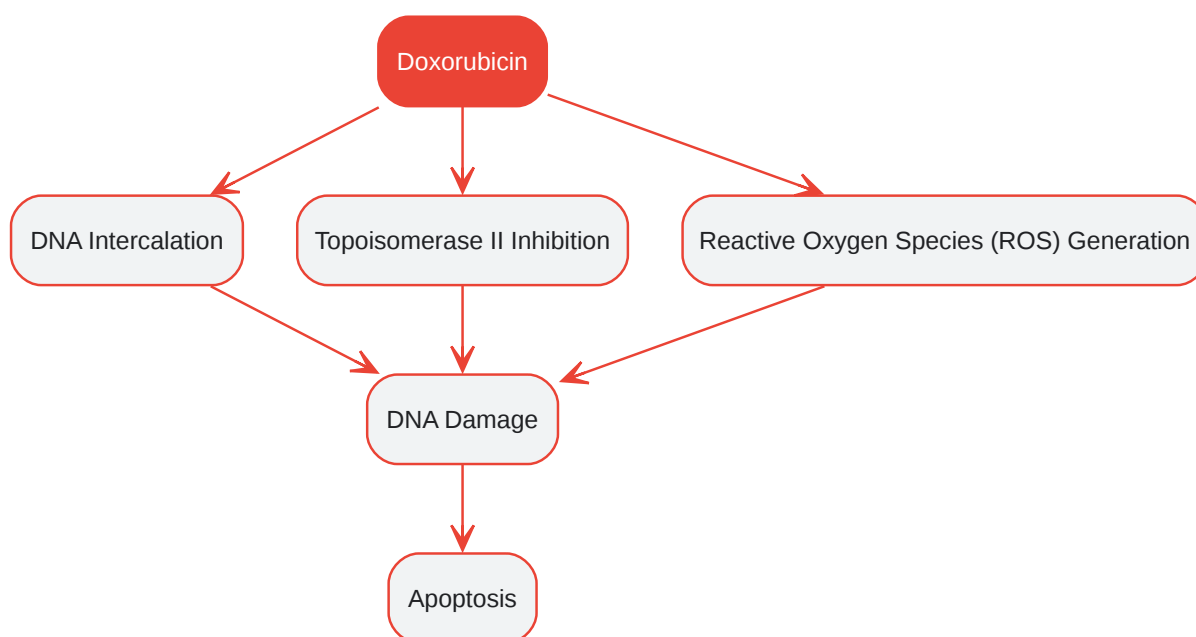 Doxorubicin
DNA Intercalation
Topoisomerase II Inhibition
Reactive Oxygen Species (ROS) Generation
DNA Damage
Apoptosis